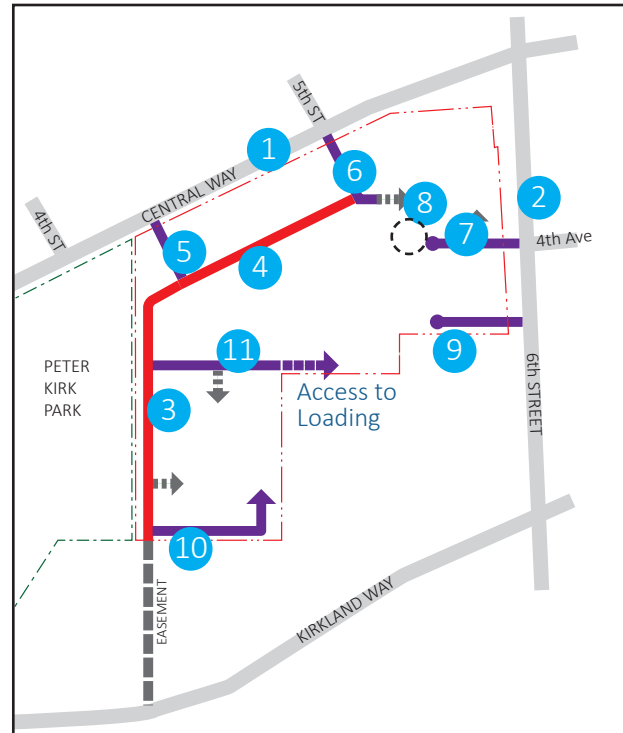 5th ST
1
CENTRAL WAY
6
2
8
4th ST
7
4th Ave
5
4
9
11
PETER
KIRK
PARK
Access to
Loading
3
6th STREET
10
EASEMENT
KIRKLAND WAY